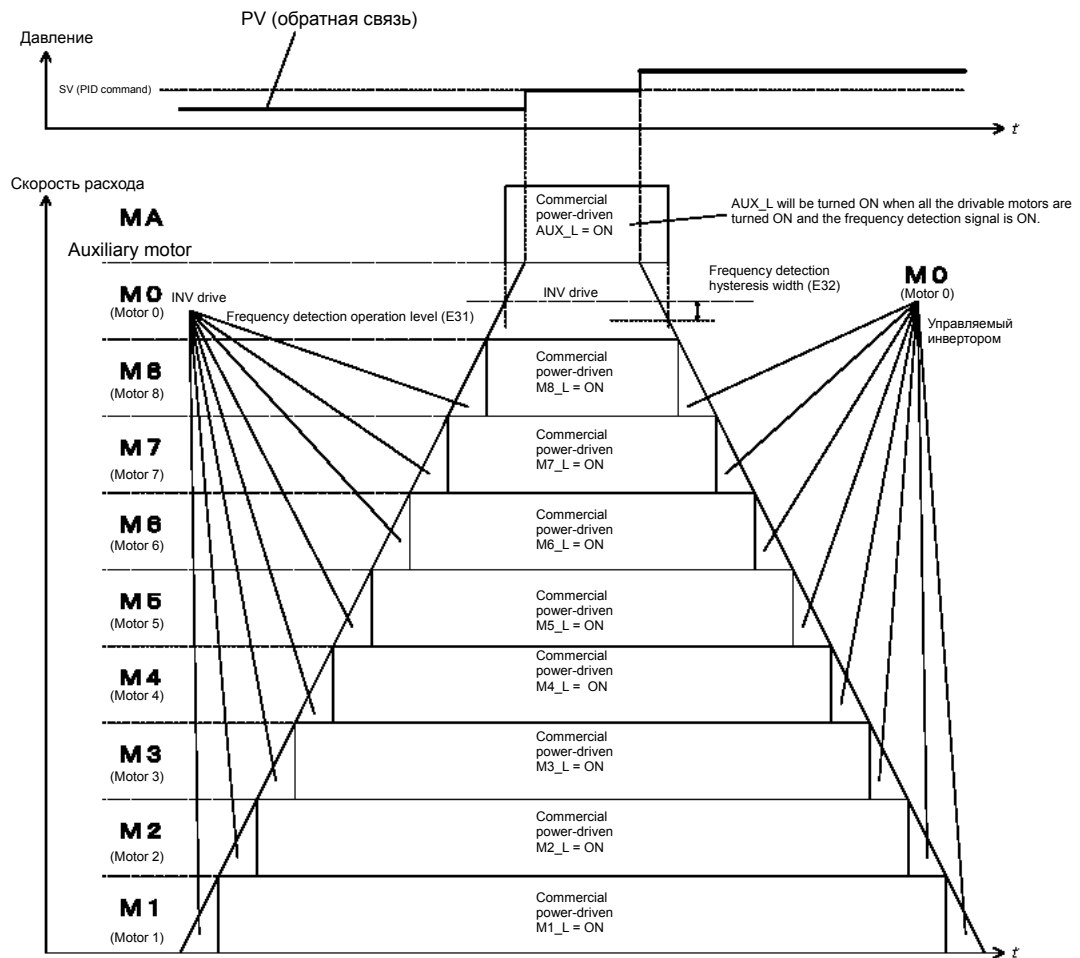 PV (обратная связь)
Давление
SV (PID command)
t
Скорость расхода
MA
Auxiliary motor
Commercial
power-driven
AUX_L = ON
AUX_L will be turned ON when all the drivable motors are
turned ON and the frequency detection signal is ON.
M0
(Motor 0)
INV drive
Frequency detection operation level (E31)
INV drive
Frequency detection
hysteresis width (E32)
M0
(Motor 0)
Управляемый
инвертором
M8
(Motor 8)
Commercial
power-driven
M8_L = ON
M7
(Motor 7)
Commercial
power-driven
M7_L = ON
M6
(Motor 6)
Commercial
power-driven
M6_L = ON
M5
(Motor 5)
Commercial
power-driven
M5_L = ON
M4
(Motor 4)
Commercial
power-driven
M4_L = ON
M3
(Motor 3)
Commercial
power-driven
M3_L = ON
M2
(Motor 2)
Commercial
power-driven
M2_L = ON
M1
(Motor 1)
Commercial
power-driven
M1_L = ON
t